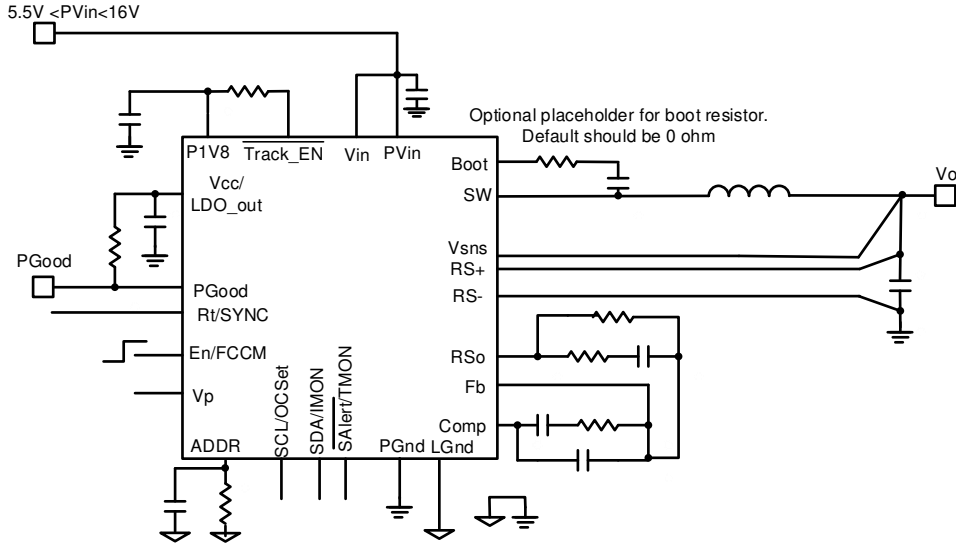 5.5V <PVin<16V
Optional placeholder for boot resistor.
Default should be 0 ohm
P1V8
Track_EN
Vin
PVin
Boot
Vo
Vcc/
LDO_out
SW
Vsns
PGood
RS+
PGood
RS-
Rt/SYNC
En/FCCM
RSo
Fb
Vp
SCL/OCSet
SDA/IMON
SAlert/TMON
Comp
ADDR
PGnd
LGnd